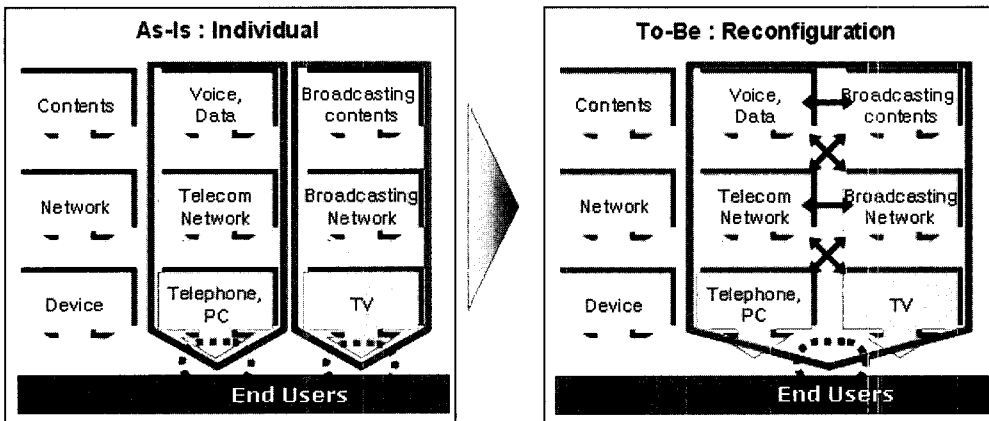 As-Is : Individual
Contents
Voice,
Data
Broadcasting
contents
Network
Telecom
Network
Broadcasting
Network
Device
Telephone,
PC
TV
End Users
To-Be : Reconfiguration
Contents
Voice,
Data
Broadcasting
contents
Network
Telecom
Network
Broadcasting
Network
Device
Telephone,
PC
TV
End Users